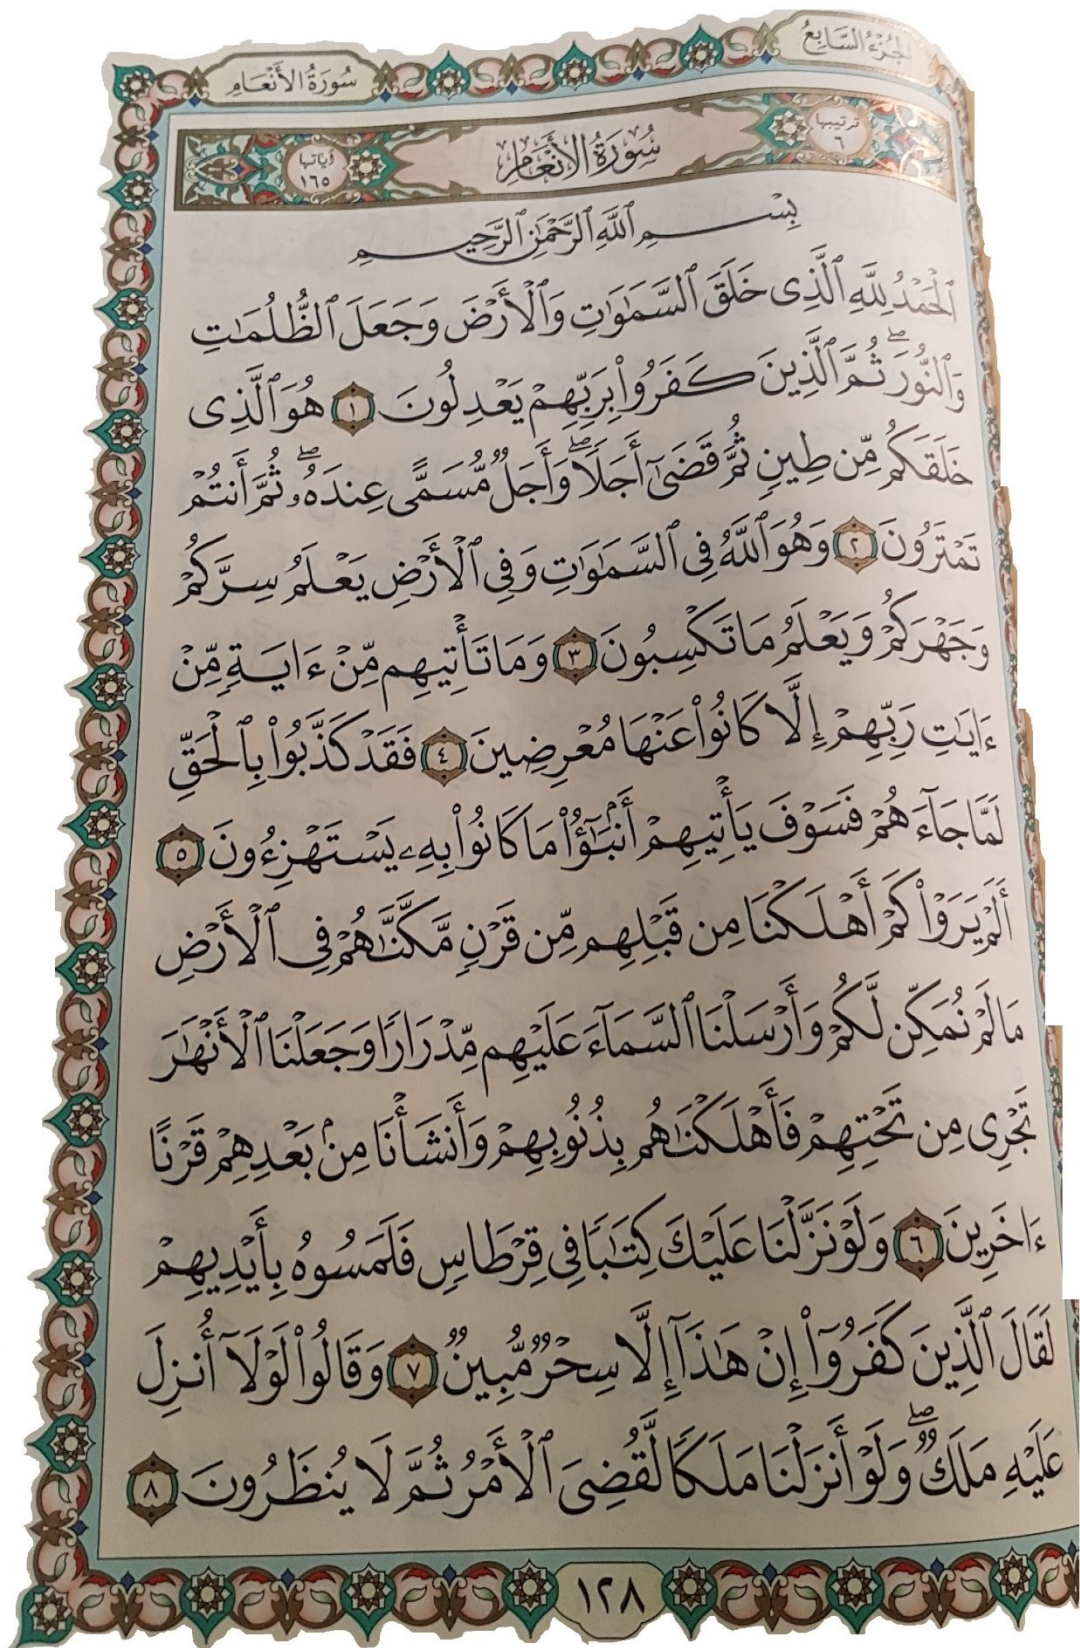 الجزء السابع
سورة الأنعام
ترتيبها
٦
سُورَةُ الأَنْعَامِ
ءاياتها
١٦٥
بِسْمِ ٱللَّهِ ٱلرَّحْمَٰنِ ٱلرَّحِيمِ
ٱلْحَمْدُ لِلَّهِ ٱلَّذِى خَلَقَ ٱلسَّمَٰوَٰتِ وَٱلْأَرْضَ وَجَعَلَ ٱلظُّلُمَٰتِ
وَٱلنُّورَ ۖ ثُمَّ ٱلَّذِينَ كَفَرُوا۟ بِرَبِّهِمْ يَعْدِلُونَ ١ هُوَ ٱلَّذِى
خَلَقَكُم مِّن طِينٍ ثُمَّ قَضَىٰٓ أَجَلًا ۖ وَأَجَلٌ مُّسَمًّى عِندَهُۥ ۖ ثُمَّ أَنتُمْ
تَمْتَرُونَ ٢ وَهُوَ ٱللَّهُ فِى ٱلسَّمَٰوَٰتِ وَفِى ٱلْأَرْضِ يَعْلَمُ سِرَّكُمْ
وَجَهْرَكُمْ وَيَعْلَمُ مَا تَكْسِبُونَ ٣ وَمَا تَأْتِيهِم مِّنْ ءَايَةٍ مِّنْ
ءَايَٰتِ رَبِّهِمْ إِلَّا كَانُوا۟ عَنْهَا مُعْرِضِينَ ٤ فَقَدْ كَذَّبُوا۟ بِٱلْحَقِّ
لَمَّا جَآءَهُمْ فَسَوْفَ يَأْتِيهِمْ أَنۢبَٰٓؤُا۟ مَا كَانُوا۟ بِهِۦ يَسْتَهْزِءُونَ ٥
أَلَمْ يَرَوْا۟ كَمْ أَهْلَكْنَا مِن قَبْلِهِم مِّن قَرْنٍ مَّكَّنَّٰهُمْ فِى ٱلْأَرْضِ
مَا لَمْ نُمَكِّن لَّكُمْ وَأَرْسَلْنَا ٱلسَّمَآءَ عَلَيْهِم مِّدْرَارًا وَجَعَلْنَا ٱلْأَنْهَٰرَ
تَجْرِى مِن تَحْتِهِمْ فَأَهْلَكْنَٰهُم بِذُنُوبِهِمْ وَأَنشَأْنَا مِنۢ بَعْدِهِمْ قَرْنًا
ءَاخَرِينَ ٦ وَلَوْ نَزَّلْنَا عَلَيْكَ كِتَٰبًا فِى قِرْطَاسٍ فَلَمَسُوهُ بِأَيْدِيهِمْ
لَقَالَ ٱلَّذِينَ كَفَرُوٓا۟ إِنْ هَٰذَآ إِلَّا سِحْرٌ مُّبِينٌ ٧ وَقَالُوا۟ لَوْلَآ أُنزِلَ
عَلَيْهِ مَلَكٌ ۖ وَلَوْ أَنزَلْنَا مَلَكًا لَّقُضِىَ ٱلْأَمْرُ ثُمَّ لَا يُنظَرُونَ ٨
١٢٨